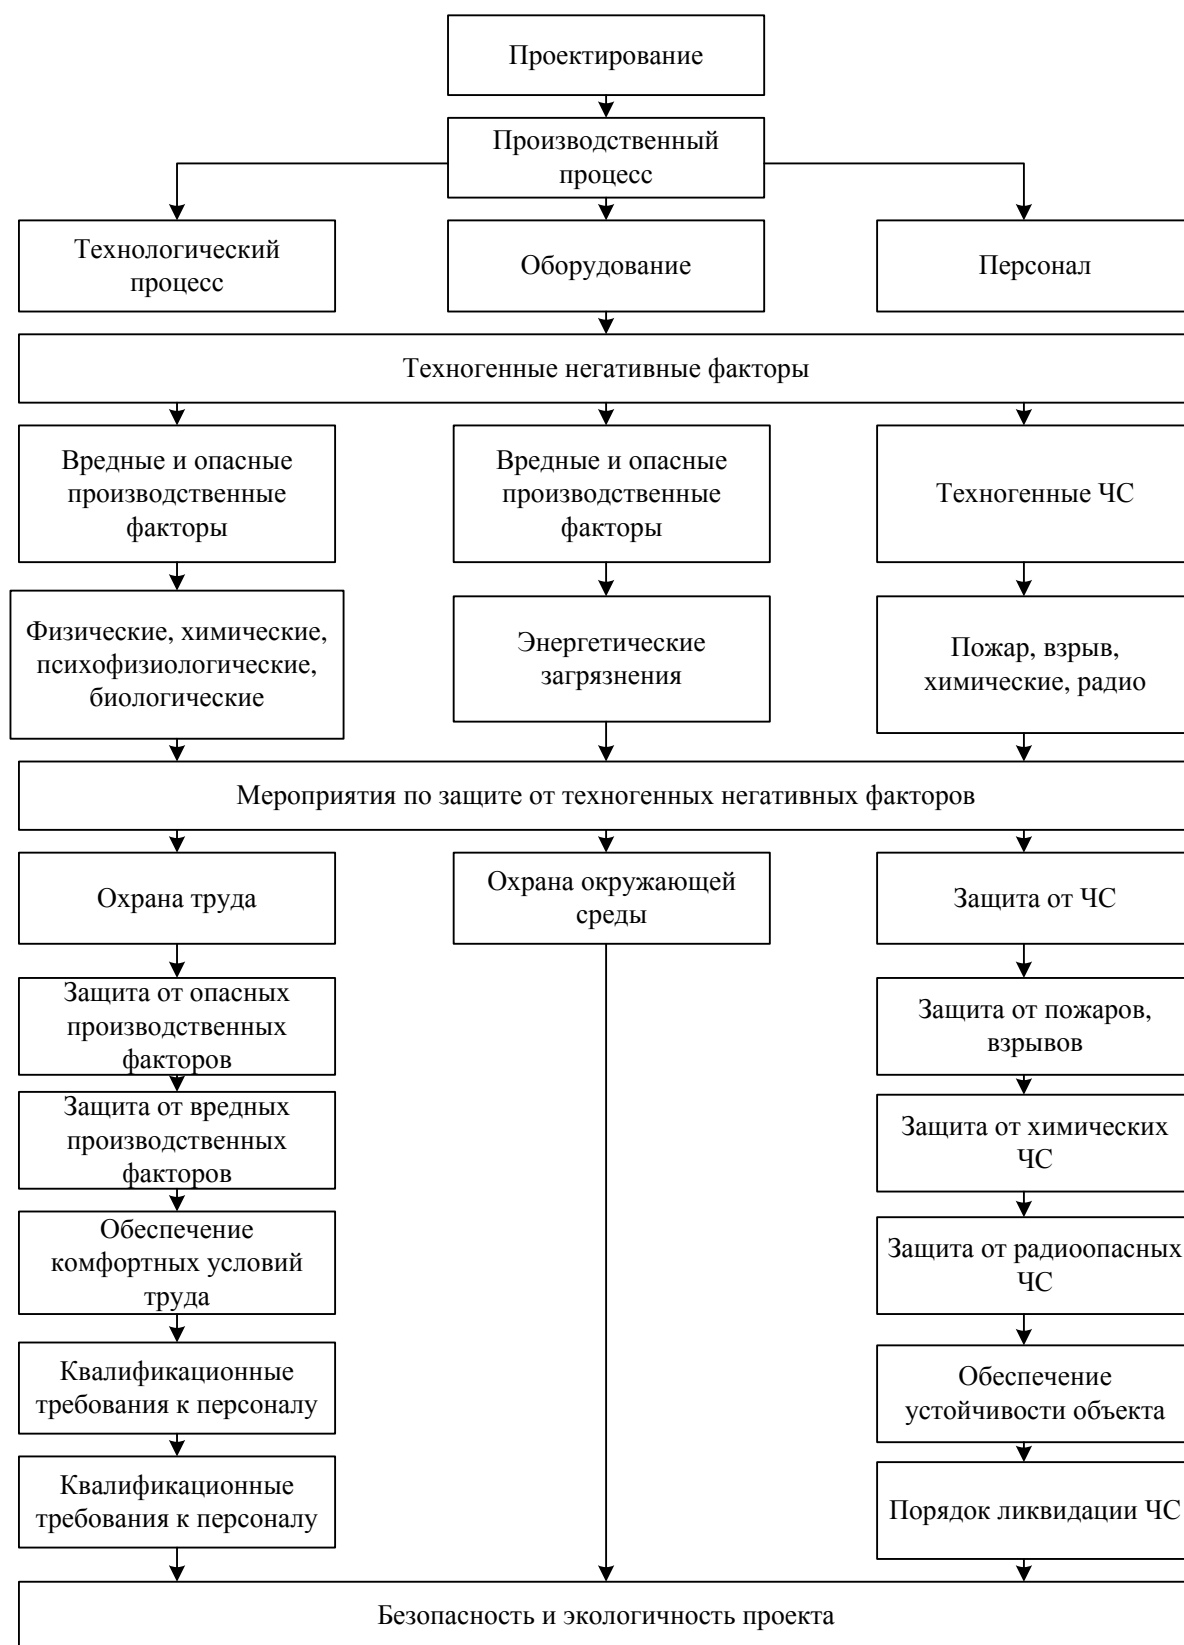 Проектирование
Производственный
процесс
Технологический
процесс
Оборудование
Персонал
Техногенные негативные факторы
Вредные и опасные
производственные
факторы
Вредные и опасные
производственные
факторы
Техногенные ЧС
Физические, химические,
психофизиологические,
биологические
Энергетические
загрязнения
Пожар, взрыв,
химические, радио
Мероприятия по защите от техногенных негативных факторов
Охрана труда
Охрана окружающей
среды
Защита от ЧС
Защита от опасных
производственных
факторов
Защита от пожаров,
взрывов
Защита от вредных
производственных
факторов
Защита от химических
ЧС
Обеспечение
комфортных условий
труда
Защита от радиоопасных
ЧС
Квалификационные
требования к персоналу
Обеспечение
устойчивости объекта
Квалификационные
требования к персоналу
Порядок ликвидации ЧС
Безопасность и экологичность проекта